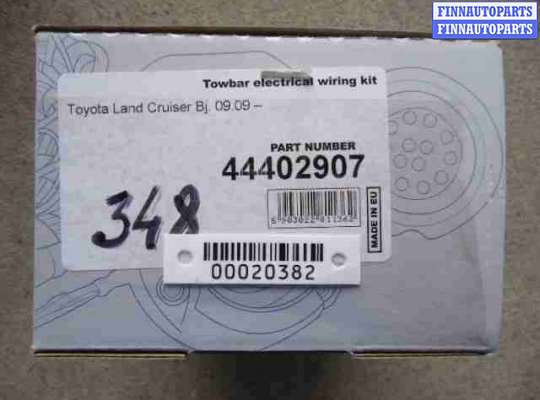 FINNAUTOPARTS
FINNAUTOPARTS
Towbar electrical wiring kit
Toyota Land Cruiser Bj. 09.09 –
PART NUMBER
44402907
MADE IN EU
348
00020382